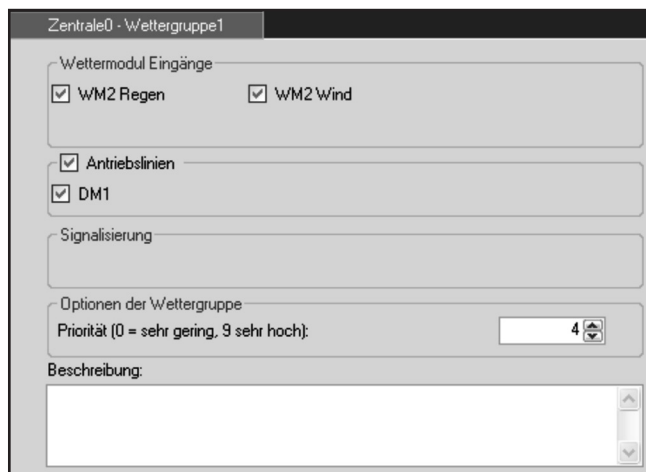 Zentrale0 - Wettergruppe1
Wettermodul Eingänge
WM2 Regen WM2 Wind
Antriebslinien
DM1
Signalisierung
Optionen der Wettergruppe
Priorität (0 = sehr gering, 9 sehr hoch): 4
Beschreibung: